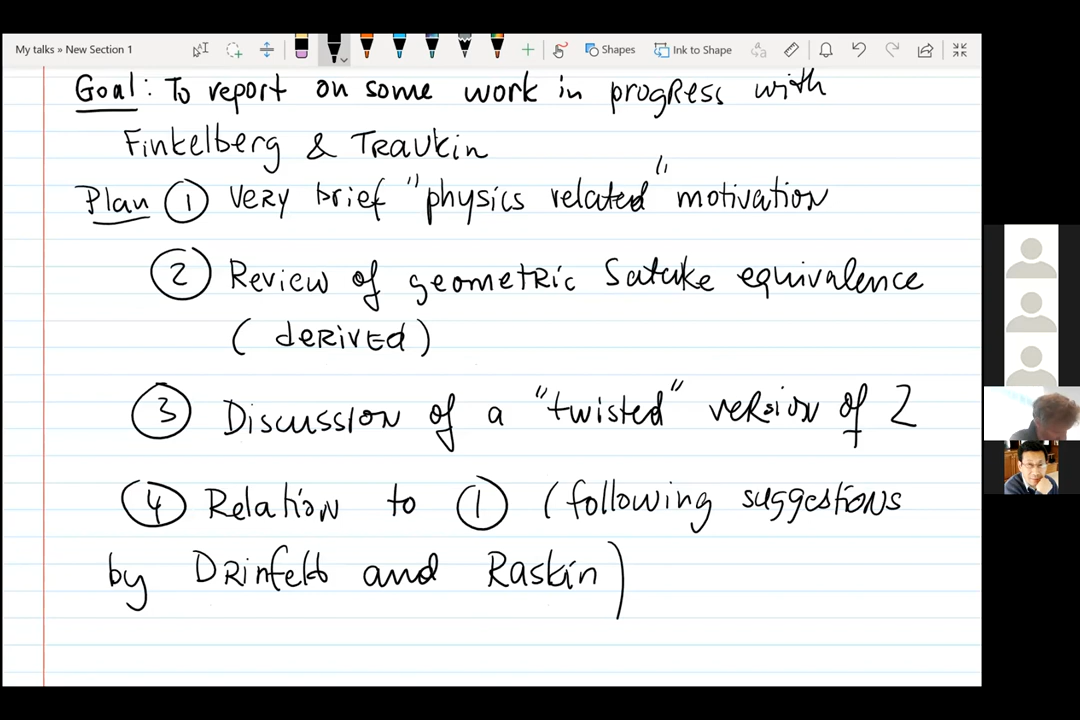 My talks » New Section 1
Shapes
Ink to Shape
Goal: To report on some work in progress with
Finkelberg & Travkin
Plan ① Very brief "physics related" motivation
② Review of geometric Satake equivalence
(derived)
③ Discussion of a "twisted" version of 2
④ Relation to ① (following suggestions
by Drinfeld and Raskin)